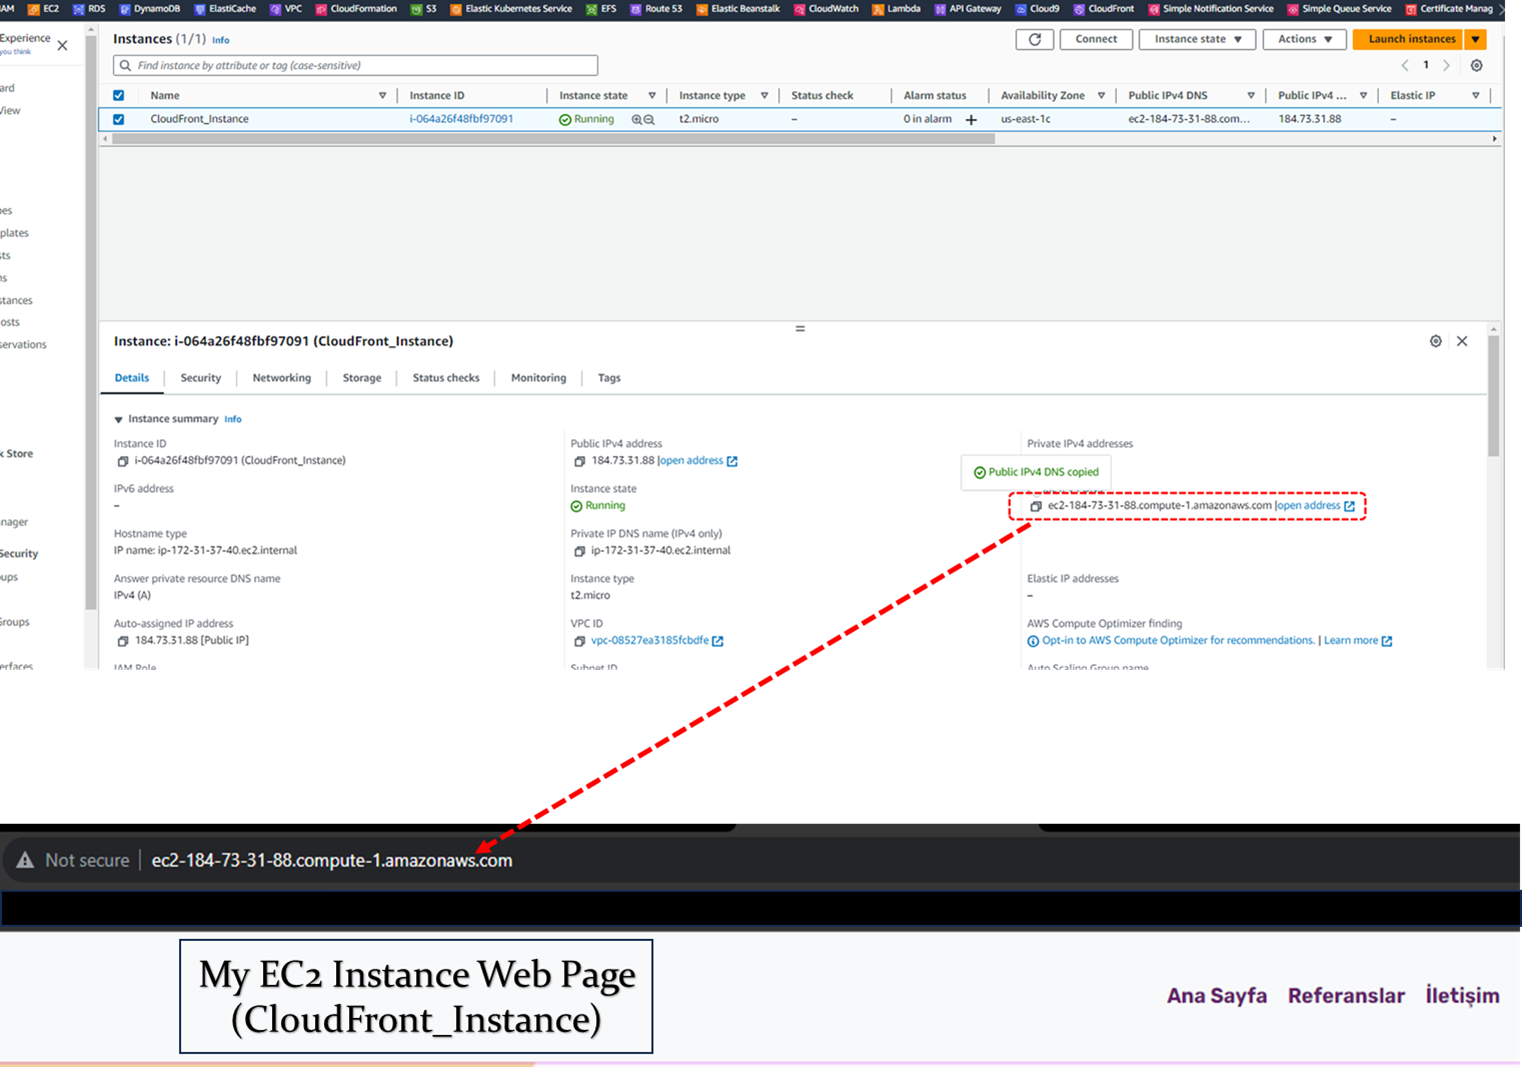 IAM EC2 RDS DynamoDB ElastiCache VPC CloudFormation S3 Elastic Kubernetes Service EFS Route 53 Elastic Beanstalk CloudWatch Lambda API Gateway Cloud9 CloudFront Simple Notification Service Simple Queue Service Certificate Manag
Experience
you think
ard
View
pes
plates
sts
ns
stances
osts
servations
k Store
nager
Security
oups
Groups
erfaces
Instances (1/1) Info
Connect Instance state Actions Launch instances
Find instance by attribute or tag (case-sensitive)
1
Name Instance ID Instance state Instance type Status check Alarm status Availability Zone Public IPv4 DNS Public IPv4 ... Elastic IP
CloudFront_Instance i-064a26f48fbf97091 Running t2.micro – 0 in alarm + us-east-1c ec2-184-73-31-88.com... 184.73.31.88 –
Instance: i-064a26f48fbf97091 (CloudFront_Instance)
Details Security Networking Storage Status checks Monitoring Tags
Instance summary Info
Instance ID
i-064a26f48fbf97091 (CloudFront_Instance)
IPv6 address
–
Hostname type
IP name: ip-172-31-37-40.ec2.internal
Answer private resource DNS name
IPv4 (A)
Auto-assigned IP address
184.73.31.88 [Public IP]
IAM Role
Public IPv4 address
184.73.31.88 |open address
Instance state
Running
Private IP DNS name (IPv4 only)
ip-172-31-37-40.ec2.internal
Instance type
t2.micro
VPC ID
vpc-08527ea3185fcbdfe
Subnet ID
Private IPv4 addresses
Public IPv4 DNS copied
ec2-184-73-31-88.compute-1.amazonaws.com |open address
Elastic IP addresses
–
AWS Compute Optimizer finding
Opt-in to AWS Compute Optimizer for recommendations. | Learn more
Auto Scaling Group name
Not secure | ec2-184-73-31-88.compute-1.amazonaws.com
My EC2 Instance Web Page
(CloudFront_Instance)
Ana Sayfa Referanslar İletişim